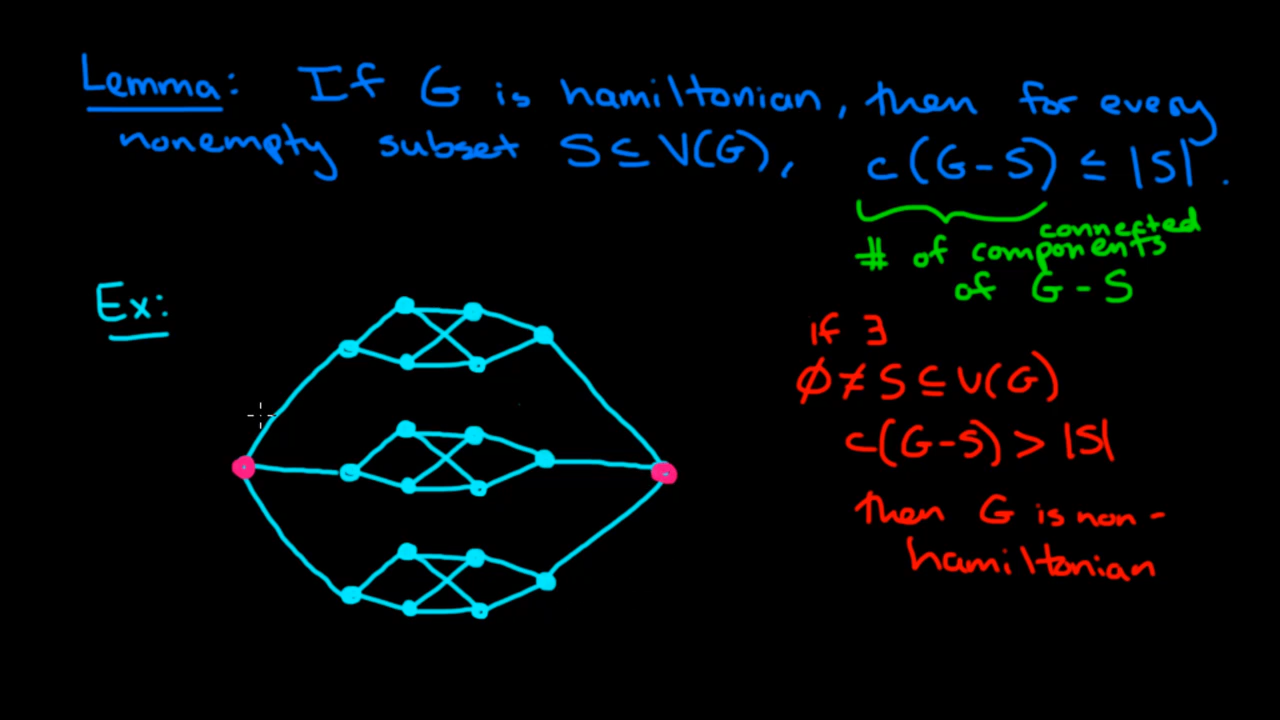 Lemma: If G is hamiltonian, then for every
nonempty subset S ⊆ V(G), c(G-S) ≤ |S|.
# of connected components
of G-S
Ex:
if ∃
∅ ≠ S ⊆ V(G)
c(G-S) > |S|
then G is non-
hamiltonian